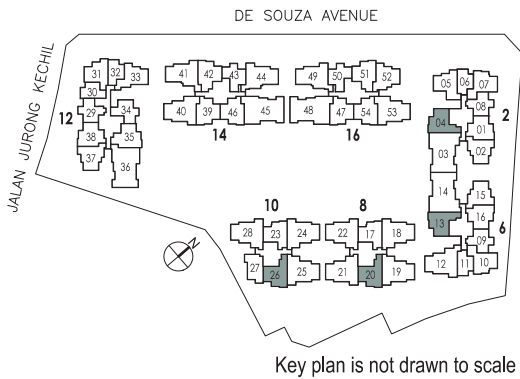 DE SOUZA AVENUE
JALAN JURONG KECHIL
31 32 33
30
29 34
12
38 35
37 36
41 42 43 44
40 39 46 45
14
49 50 51 52
48 47 54 53
16
05 06 07
08
04 01 2
02
03
14
15
13 16 6
09
12 11 10
10
28 23 24
27 26 25
8
22 17 18
21 20 19
N
Key plan is not drawn to scale